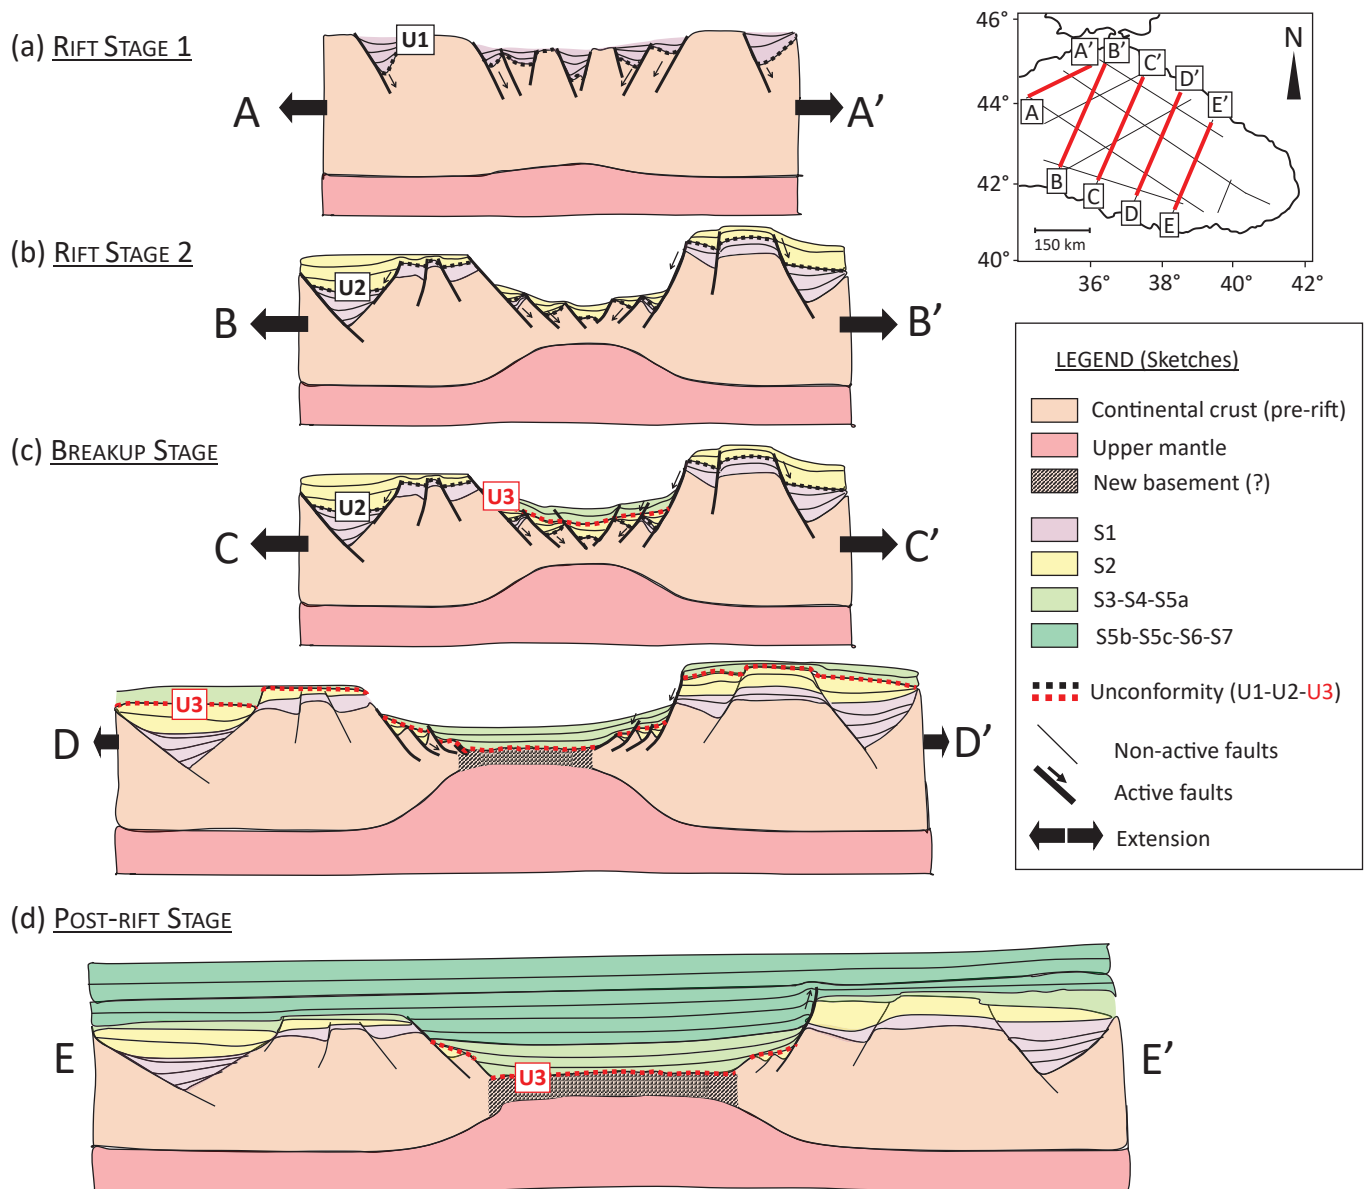 (a) RIFT STAGE 1
U1
A
A'
46°
44°
42°
40°
36°
38°
40°
42°
A'
B'
C'
D'
E'
A
B
C
D
E
N
150 km
(b) RIFT STAGE 2
U2
B
B'
(c) BREAKUP STAGE
U2
U3
C
C'
U3
D
D'
(d) POST-RIFT STAGE
U3
E
E'
LEGEND (Sketches)
Continental crust (pre-rift)
Upper mantle
New basement (?)
S1
S2
S3-S4-S5a
S5b-S5c-S6-S7
Unconformity (U1-U2-U3)
Non-active faults
Active faults
Extension